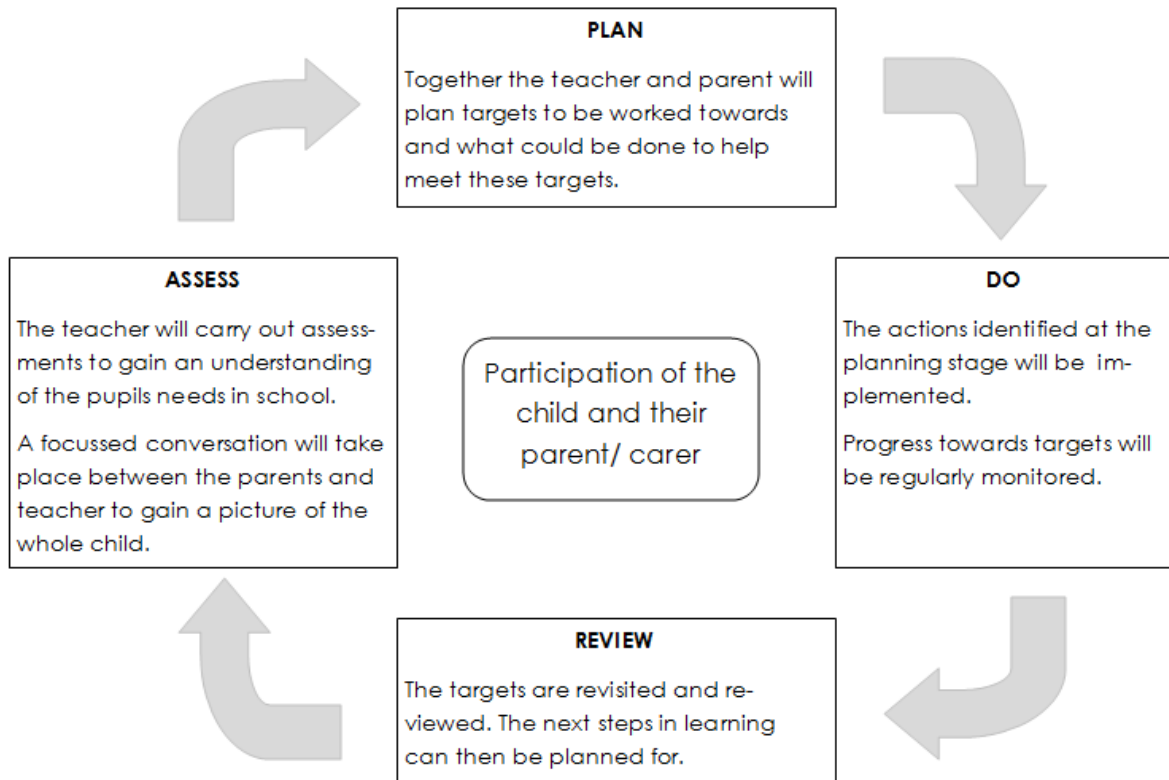 PLAN
Together the teacher and parent will
plan targets to be worked towards
and what could be done to help
meet these targets.
DO
The actions identified at the
planning stage will be  im-
plemented.
Progress towards targets will
be regularly monitored.
REVIEW
The targets are revisited and re-
viewed. The next steps in learning
can then be planned for.
ASSESS
The teacher will carry out assess-
ments to gain an understanding
of the pupils needs in school.
A focussed conversation will take
place between the parents and
teacher to gain a picture of the
whole child.
Participation of the
child and their
parent/ carer